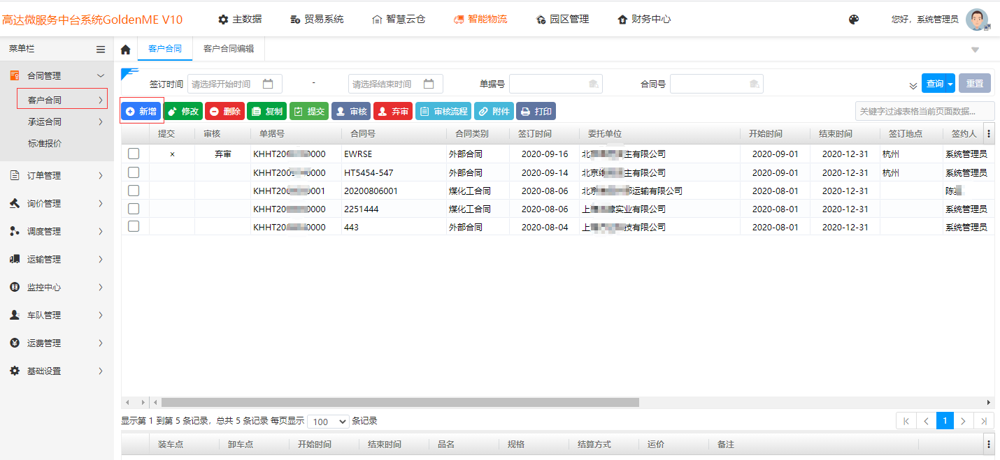 高达微服务中台系统GoldenME V10 主数据 贸易系统 智慧云仓 智能物流 园区管理 财务中心 您好，系统管理员
菜单栏 客户合同 客户合同编辑
合同管理
客户合同
承运合同
标准报价
订单管理
询价管理
调度管理
运输管理
监控中心
车队管理
运费管理
基础设置
签订时间 请选择开始时间 - 请选择结束时间 单据号 合同号 查询 重置
新增 修改 删除 复制 提交 审核 弃审 审核流程 附件 打印 关键字过滤表格当前页面数据...
提交 审核 单据号 合同号 合同类别 签订时间 委托单位 开始时间 结束时间 签订地点 签约人
× 弃审 KHHT20 0000 EWRSE 外部合同 2020-09-16 北 主有限公司 2020-09-01 2020-12-31 杭州 系统管理员
KHHT20 0000 HT5454-547 外部合同 2020-09-14 北京 主有限公司 2020-09-01 2020-12-31 杭州 系统管理员
KHHT20 0001 20200806001 煤化工合同 2020-08-06 北京 运输有限公司 2020-08-01 2020-12-31 陈
KHHT20 0000 2251444 煤化工合同 2020-08-06 上 实业有限公司 2020-08-01 2020-12-31 系统管理员
KHHT20 0000 443 外部合同 2020-08-04 上 技有限公司 2020-08-01 2020-12-31 系统管理员
显示第 1 到第 5 条记录，总共 5 条记录 每页显示 100 条记录 1
装车点 卸车点 开始时间 结束时间 品名 规格 结算方式 运价 备注